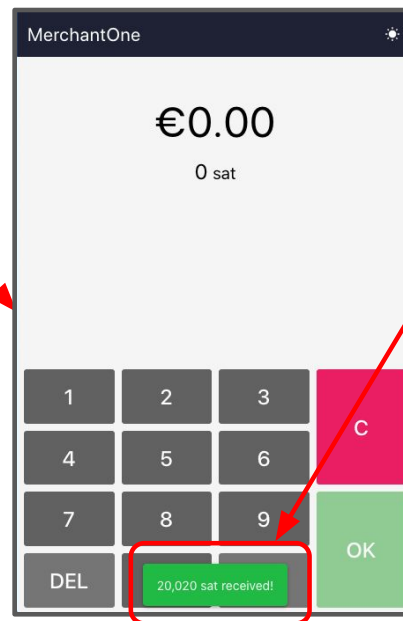 MerchantOne
€0.00
0 sat
1 2 3
C
4 5 6
7 8 9
OK
DEL
20,020 sat received!